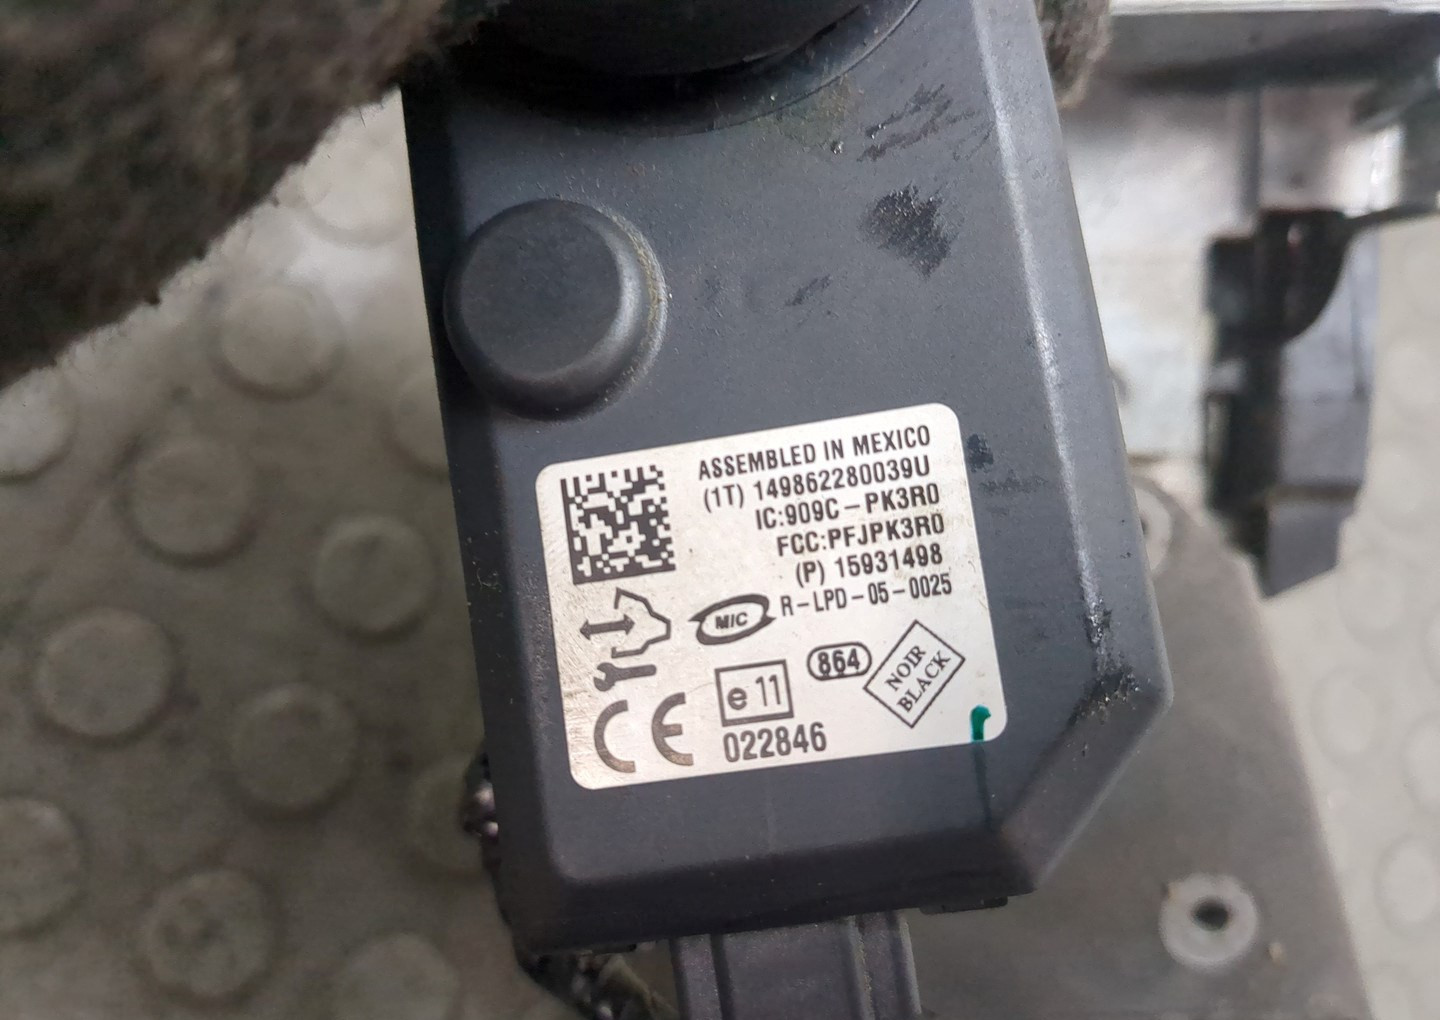 ASSEMBLED IN MEXICO
(1T) 149862280039U
IC:909C-PK3R0
FCC:PFJPK3R0
(P) 15931498
R-LPD-05-0025
MIC
864
NOIR
BLACK
e 11
CE
022846